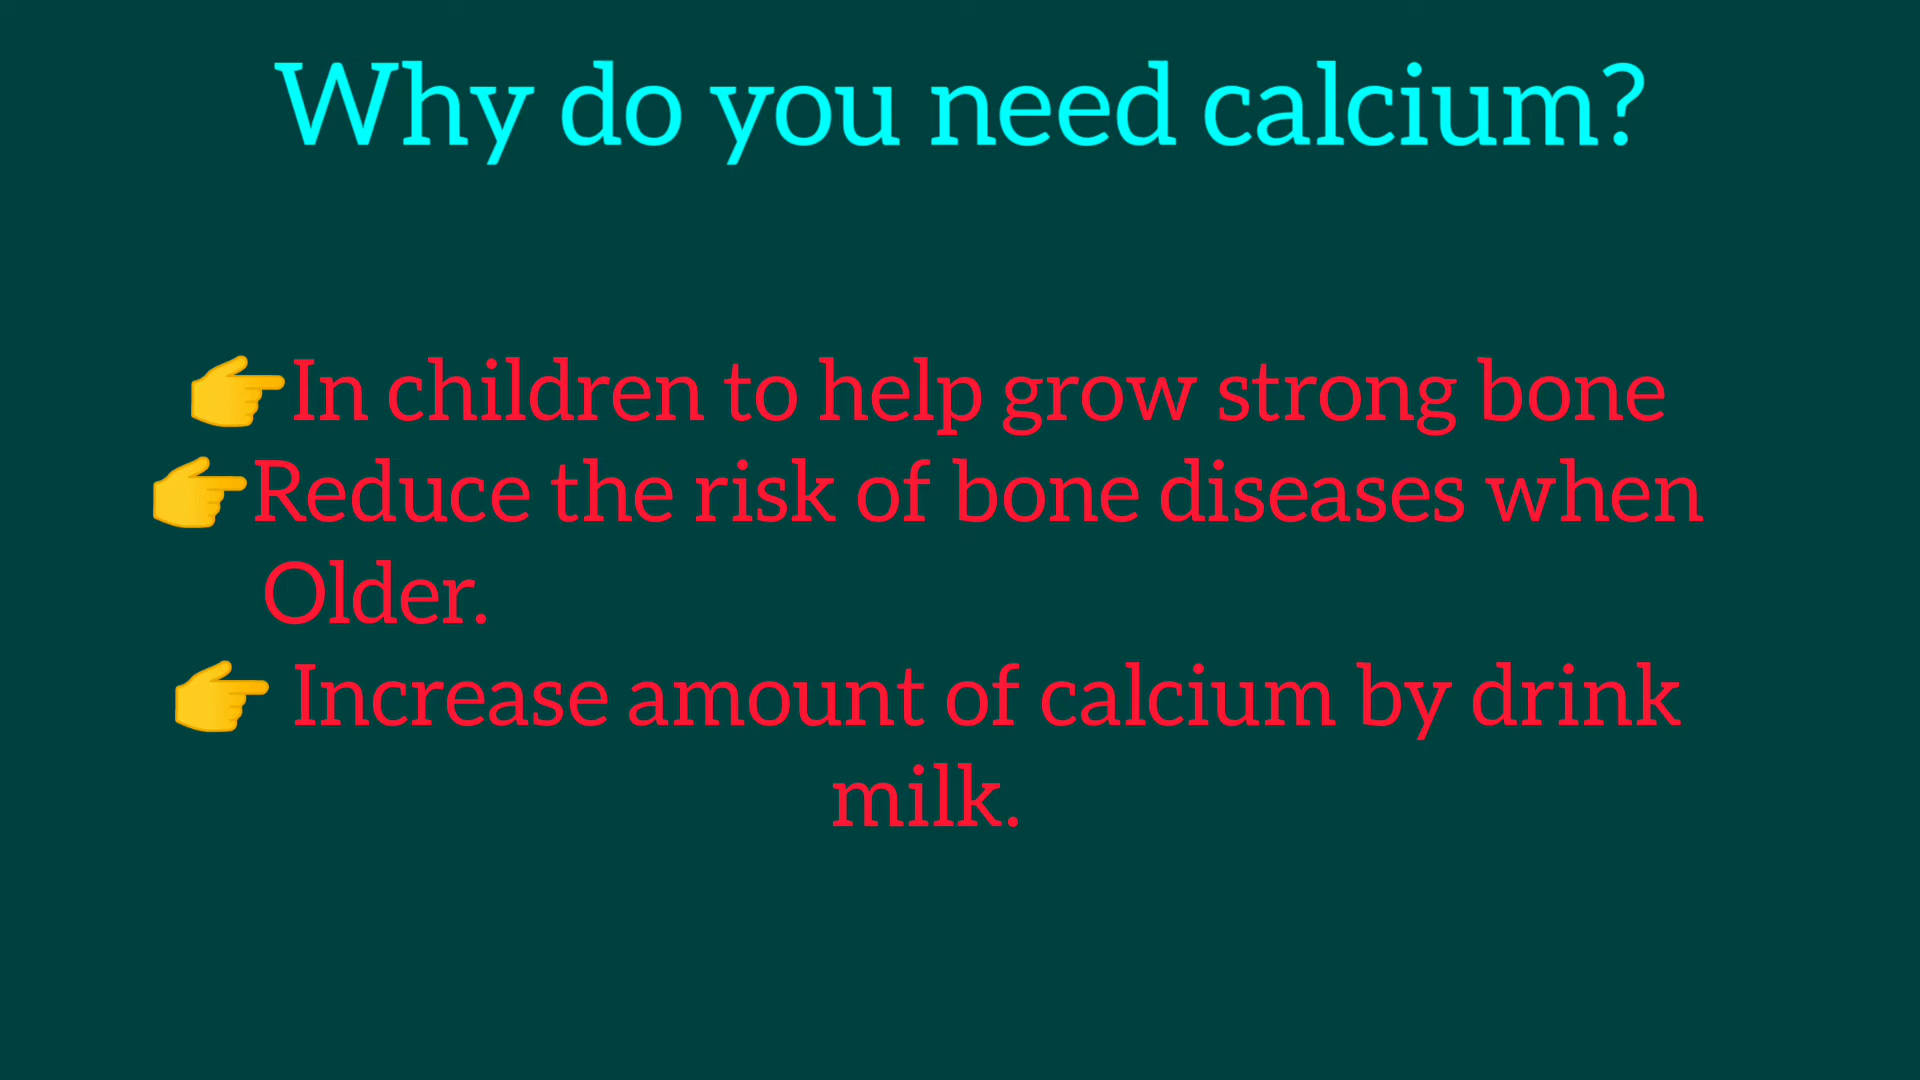 Why do you need calcium?
👉In children to help grow strong bone
👉Reduce the risk of bone diseases when
Older.
👉 Increase amount of calcium by drink
milk.